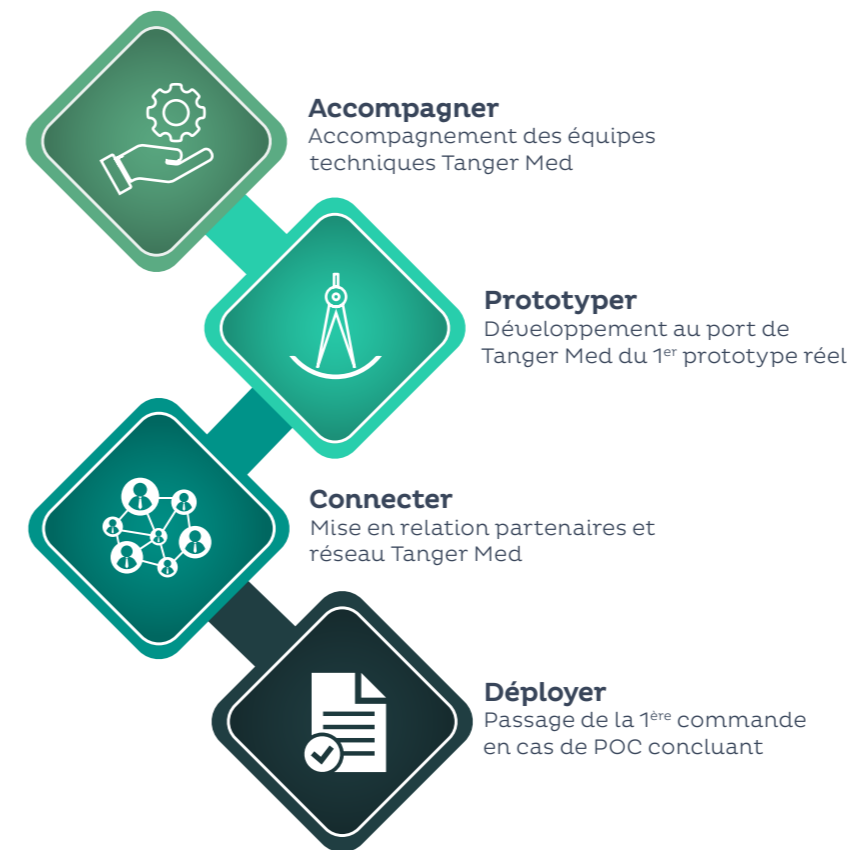 Accompagner
Accompagnement des équipes
techniques Tanger Med
Prototyper
Développement au port de
Tanger Med du 1er prototype réel
Connecter
Mise en relation partenaires et
réseau Tanger Med
Déployer
Passage de la 1ère commande
en cas de POC concluant